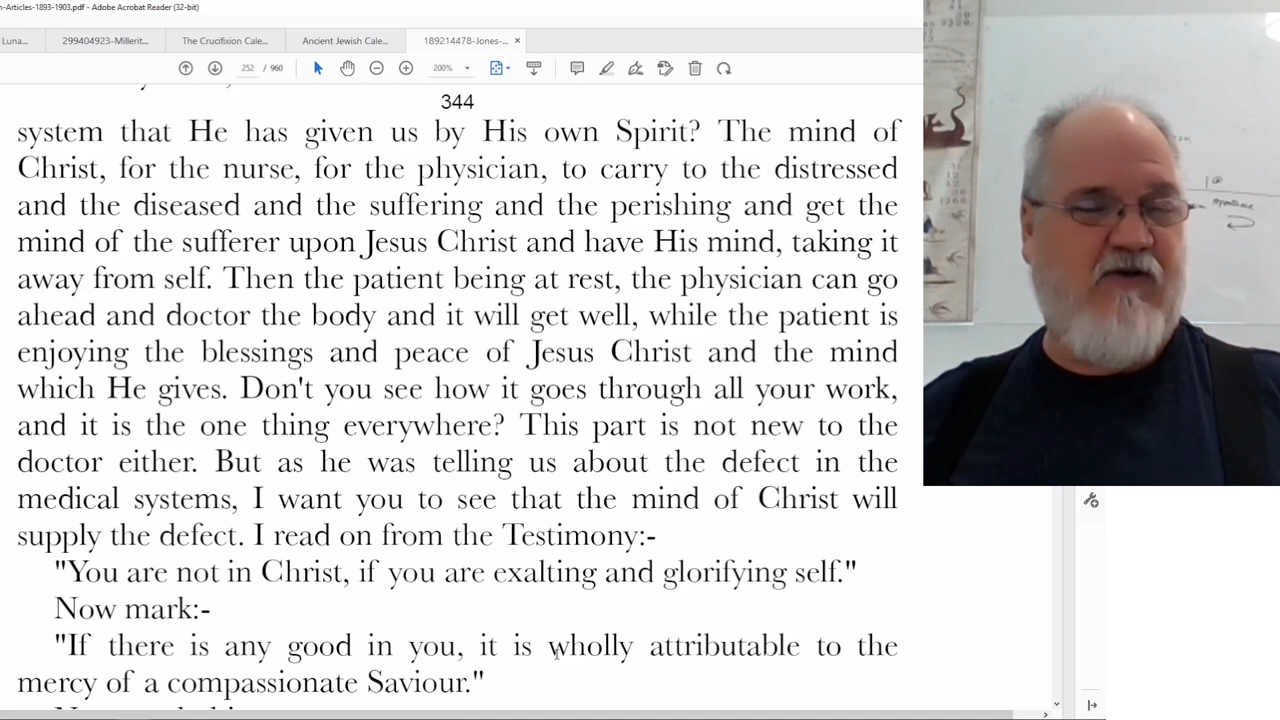 n-Articles-1893-1903.pdf - Adobe Acrobat Reader (32-bit)
Luna...
299404923-Millerit...
The Crucifixion Cale...
Ancient Jewish Cale...
189214478-Jones-...
252 / 960
200%
344
system that He has given us by His own Spirit? The mind of
Christ, for the nurse, for the physician, to carry to the distressed
and the diseased and the suffering and the perishing and get the
mind of the sufferer upon Jesus Christ and have His mind, taking it
away from self. Then the patient being at rest, the physician can go
ahead and doctor the body and it will get well, while the patient is
enjoying the blessings and peace of Jesus Christ and the mind
which He gives. Don't you see how it goes through all your work,
and it is the one thing everywhere? This part is not new to the
doctor either. But as he was telling us about the defect in the
medical systems, I want you to see that the mind of Christ will
supply the defect. I read on from the Testimony:-
"You are not in Christ, if you are exalting and glorifying self."
Now mark:-
"If there is any good in you, it is wholly attributable to the
mercy of a compassionate Saviour."